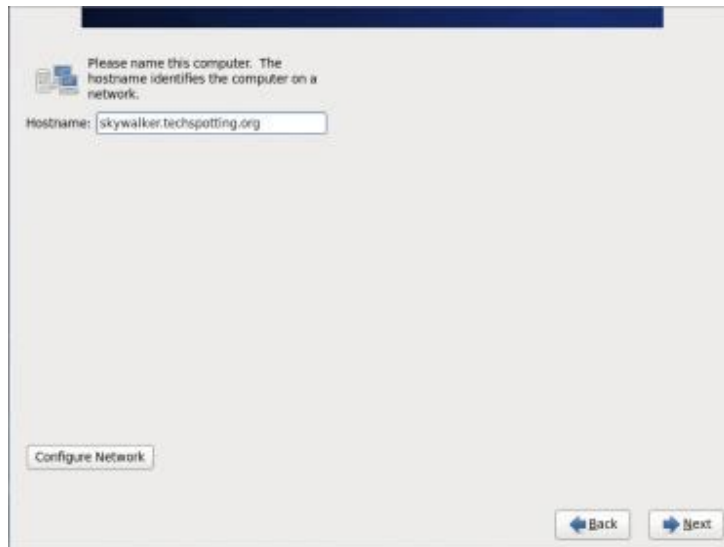 Please name this computer. The
hostname identifies the computer on a
network.
Hostname: skywalker.techspotting.org
Configure Network
Back Next